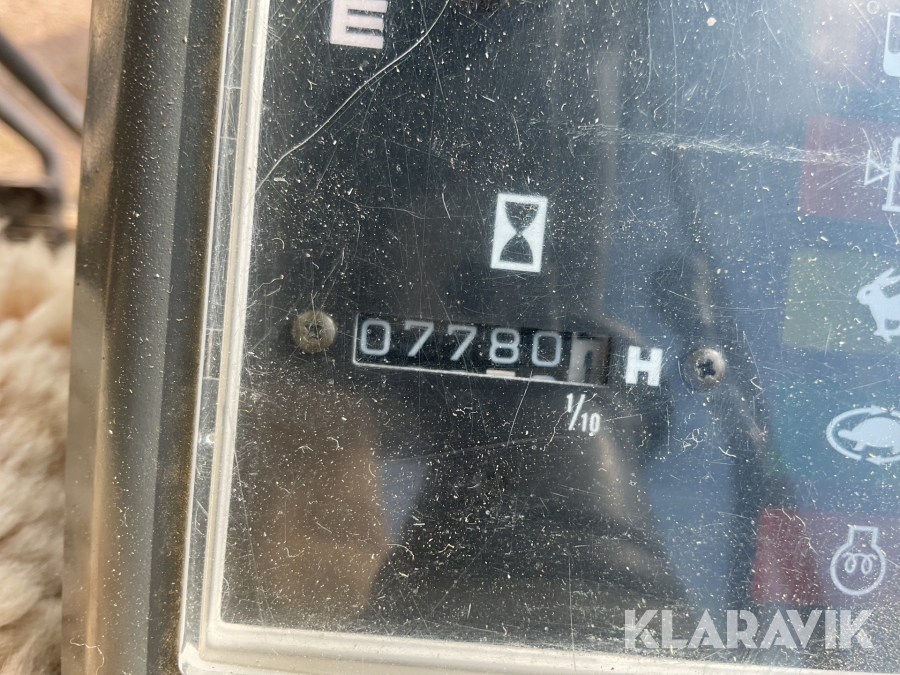 E
07780 H
1/10
KLARAVIK